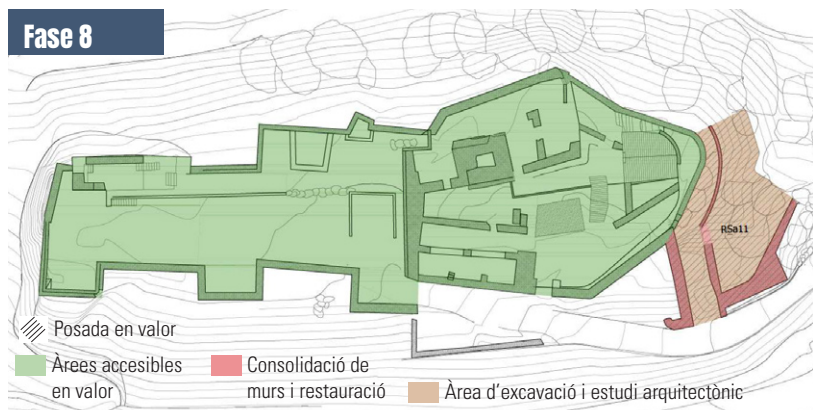 Fase 8
RSa11
Posada en valor
Àrees accesibles
en valor
Consolidació de
murs i restauració
Àrea d'excavació i estudi arquitectònic